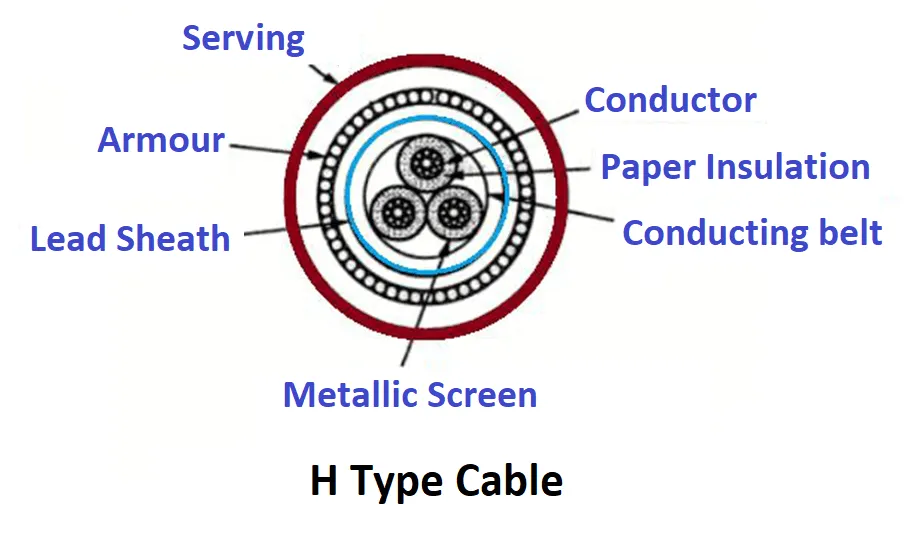 Serving
Conductor
Armour
Paper Insulation
Lead Sheath
Conducting belt
Metallic Screen
H Type Cable